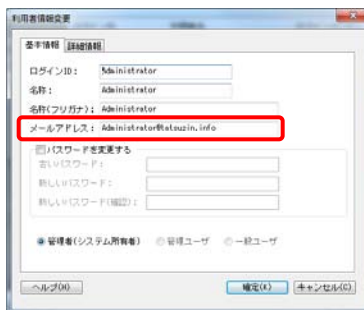 利用者情報変更
基本情報 詳細情報
ログインID: Administrator
名称: Administrator
名称(フリガナ): Administrator
メールアドレス: Administrator@tatsuzin.info
パスワードを変更する
古いパスワード:
新しいパスワード:
新しいパスワード(確認):
管理者(システム所有者) 管理ユーザ 一般ユーザ
ヘルプ(H) 確定(K) キャンセル(C)